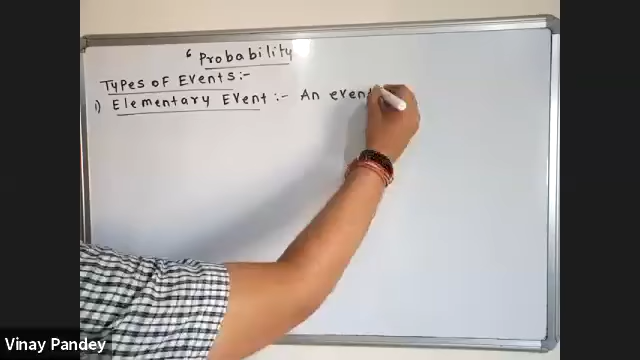 ‘ Probability
Types of Events:-
1) Elementary Event :- An event
Vinay Pandey